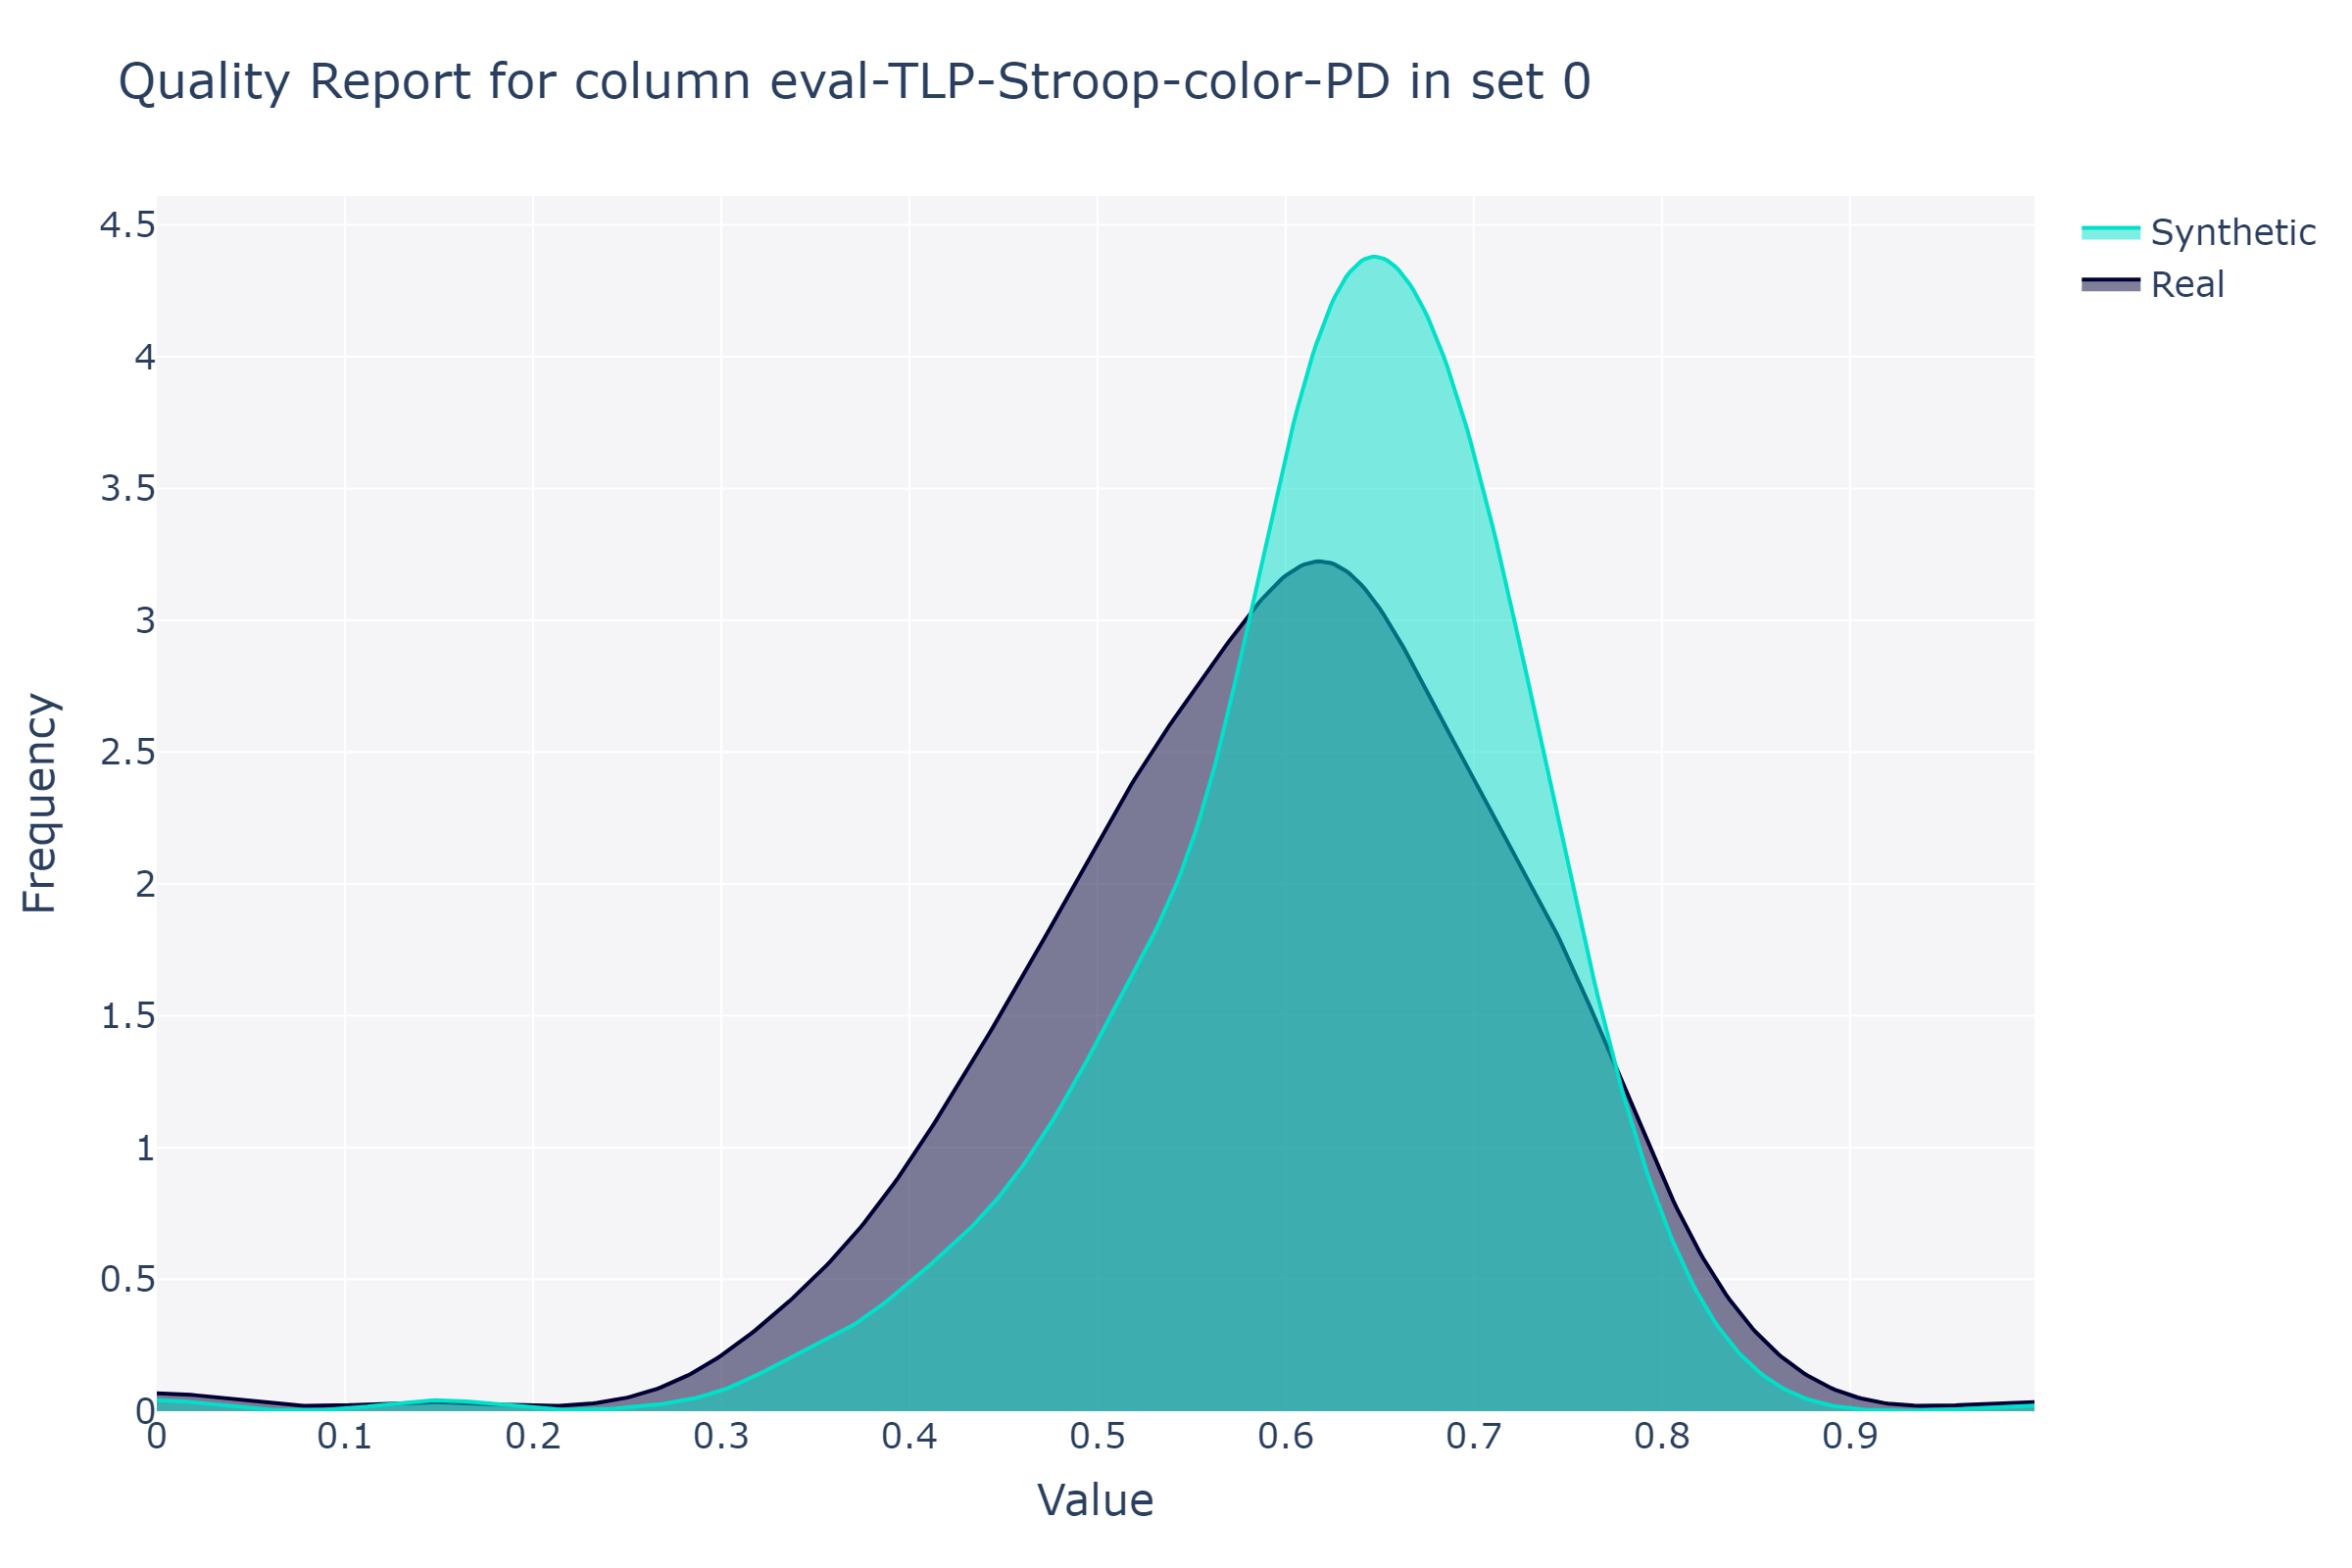 Quality Report for column eval-TLP-Stroop-color-PD in set 0
Synthetic
Real
Frequency
4.5
4
3.5
3
2.5
2
1.5
1
0.5
0
0 0.1 0.2 0.3 0.4 0.5 0.6 0.7 0.8 0.9
Value